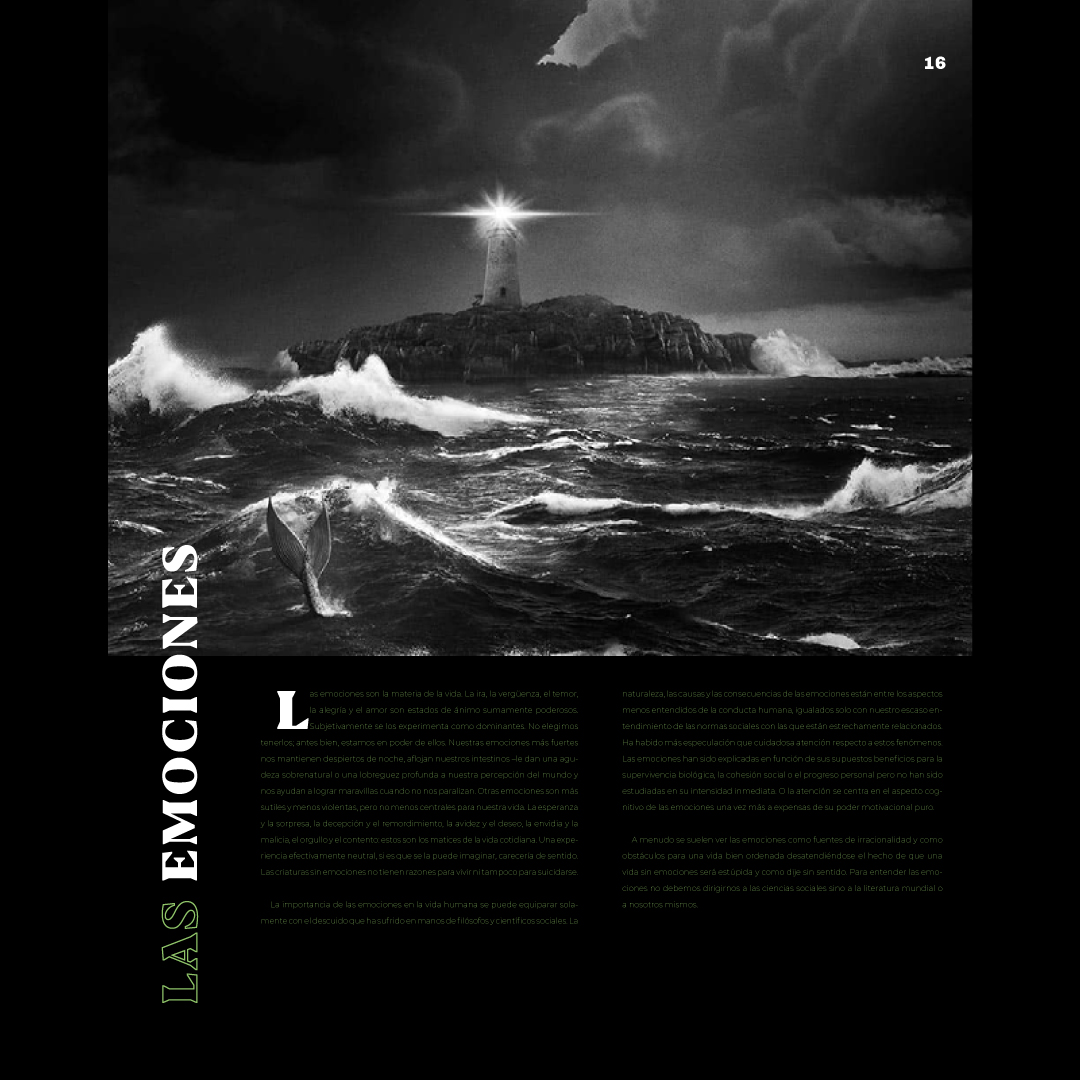 16
LAS EMOCIONES
Las emociones son la materia de la vida. La ira, la vergüenza, el temor,
la alegría y el amor son estados de ánimo sumamente poderosos.
Subjetivamente se los experimenta como dominantes. No elegimos
tenerlos; antes bien, estamos en poder de ellos. Nuestras emociones más fuertes
nos mantienen despiertos de noche, aflojan nuestros intestinos —le dan una agu-
deza sobrenatural o una lobreguez profunda a nuestra percepción del mundo y
nos ayudan a lograr maravillas cuando no nos paralizan. Otras emociones son más
sutiles y menos violentas, pero no menos centrales para nuestra vida. La esperanza
y la sorpresa, la decepción y el remordimiento, la avidez y el deseo, la envidia y la
malicia, el orgullo y el contento: estos son los matices de la vida cotidiana. Una expe-
riencia efectivamente neutral, si es que se la puede imaginar, carecería de sentido.
Las criaturas sin emociones no tienen razones para vivir ni tampoco para suicidarse.
La importancia de las emociones en la vida humana se puede equiparar sola-
mente con el descuido que ha sufrido en manos de filósofos y científicos sociales. La
naturaleza, las causas y las consecuencias de las emociones están entre los aspectos
menos entendidos de la conducta humana, igualados solo con nuestro escaso en-
tendimiento de las normas sociales con las que están estrechamente relacionados.
Ha habido más especulación que cuidadosa atención respecto a estos fenómenos.
Las emociones han sido explicadas en función de sus supuestos beneficios para la
supervivencia biológica, la cohesión social o el progreso personal pero no han sido
estudiadas en su intensidad inmediata. O la atención se centra en el aspecto cog-
nitivo de las emociones una vez más a expensas de su poder motivacional puro.
A menudo se suelen ver las emociones como fuentes de irracionalidad y como
obstáculos para una vida bien ordenada desatendiéndose el hecho de que una
vida sin emociones será estúpida y como dije sin sentido. Para entender las emo-
ciones no debemos dirigirnos a las ciencias sociales sino a la literatura mundial o
a nosotros mismos.